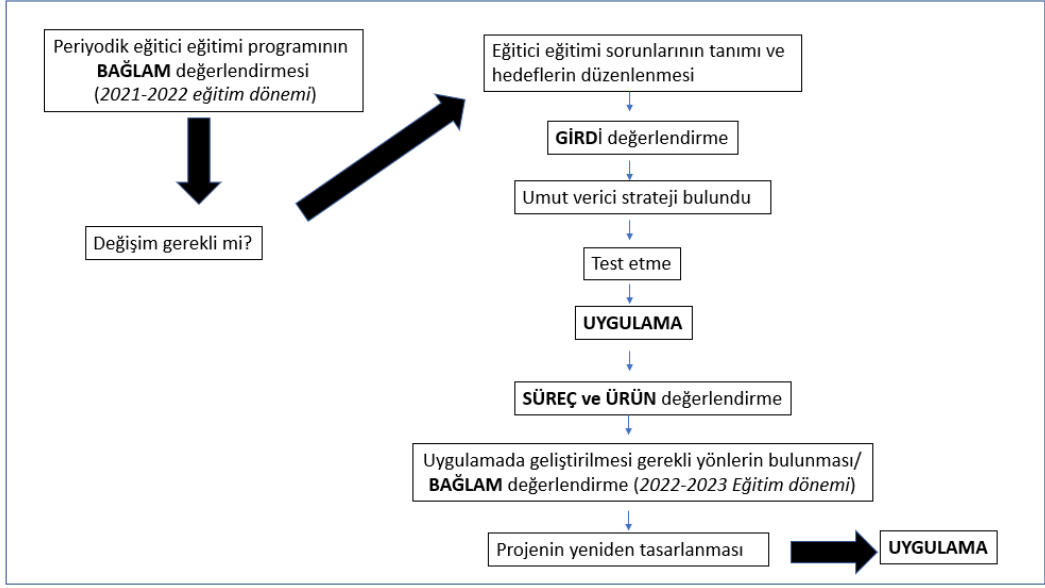 Periyodik eğitici eğitimi programının
BAĞLAM değerlendirmesi
(2021-2022 eğitim dönemi)
Değişim gerekli mi?
Eğitici eğitimi sorunlarının tanımı ve
hedeflerin düzenlenmesi
GİRDİ değerlendirme
Umut verici strateji bulundu
Test etme
UYGULAMA
SÜREÇ ve ÜRÜN değerlendirme
Uygulamada geliştirilmesi gerekli yönlerin bulunması/
BAĞLAM değerlendirme (2022-2023 Eğitim dönemi)
Projenin yeniden tasarlanması
UYGULAMA